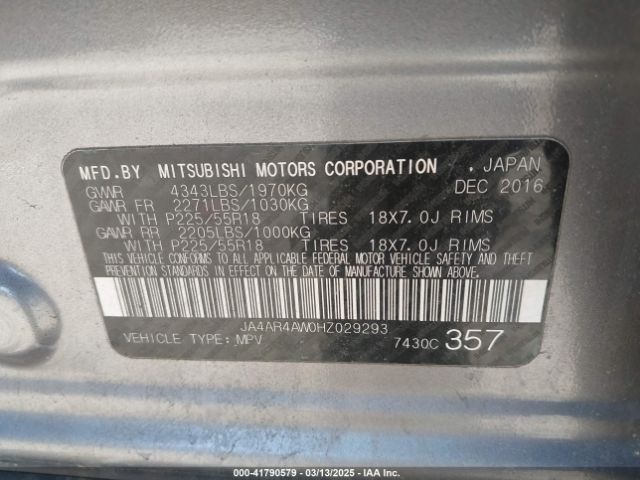 MFD.BY MITSUBISHI MOTORS CORPORATION , JAPAN
GVWR 4343LBS/1970KG DEC 2016
GAWR FR 2271LBS/1030KG
WITH P225/55R18 TIRES 18X7.0J RIMS
GAWR RR 2205LBS/1000KG
WITH P225/55R18 TIRES 18X7.0J RIMS
THIS VEHICLE CONFORMS TO ALL APPLICABLE FEDERAL MOTOR VEHICLE SAFETY AND THEFT
PREVENTION STANDARDS IN EFFECT ON THE DATE OF MANUFACTURE SHOWN ABOVE.
JA4AR4AW0HZ029293
VEHICLE TYPE: MPV 7430C 357
000-41790579 — 03/13/2025 — IAA Inc.